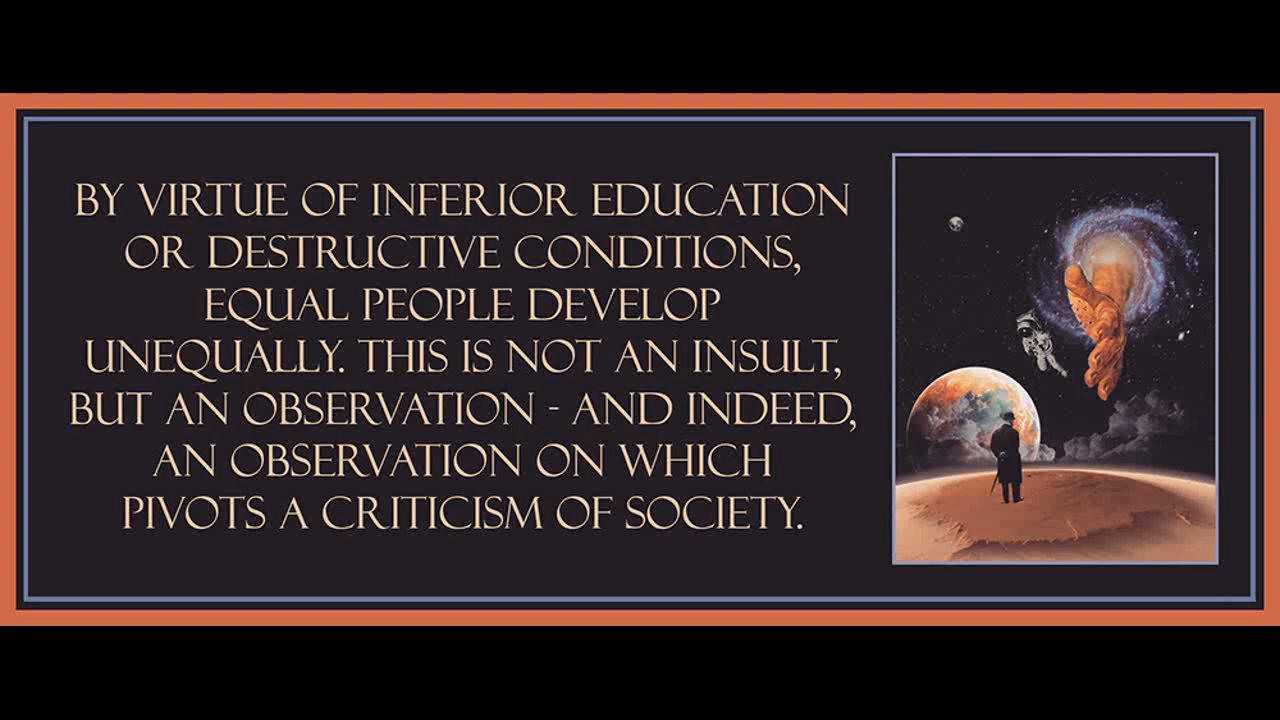 BY VIRTUE OF INFERIOR EDUCATION
OR DESTRUCTIVE CONDITIONS,
EQUAL PEOPLE DEVELOP
UNEQUALLY. THIS IS NOT AN INSULT,
BUT AN OBSERVATION - AND INDEED,
AN OBSERVATION ON WHICH
PIVOTS A CRITICISM OF SOCIETY.